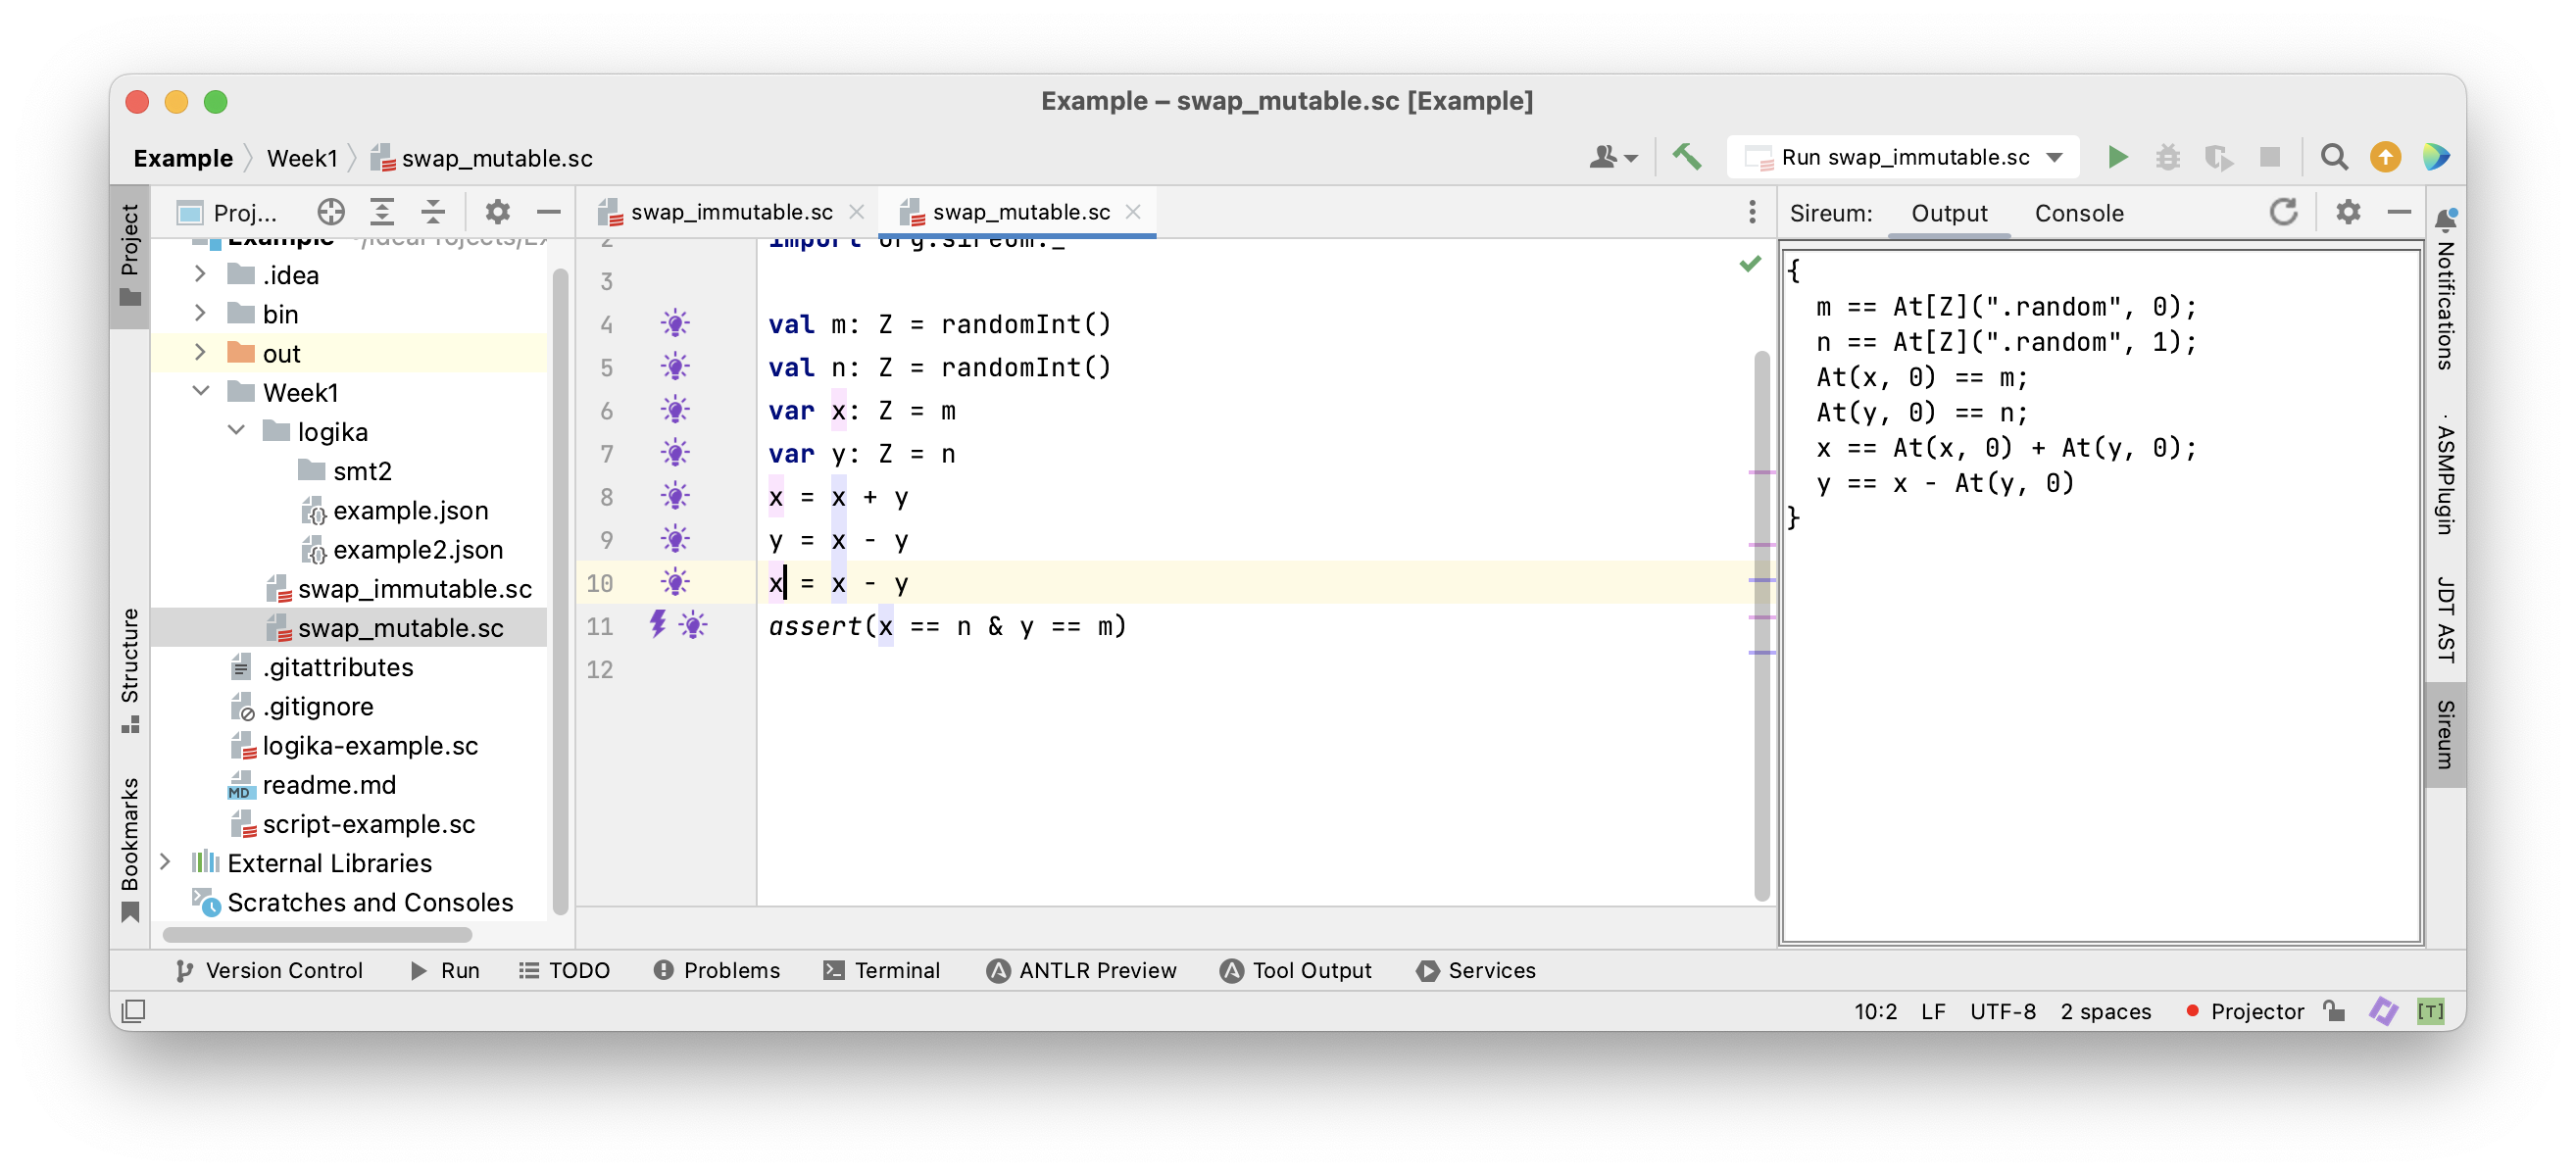 Example – swap_mutable.sc [Example]
Example Week1 swap_mutable.sc
Run swap_immutable.sc
Project
Structure
Bookmarks
Proj...
Example
.idea
bin
out
Week1
logika
smt2
example.json
example2.json
swap_immutable.sc
swap_mutable.sc
.gitattributes
.gitignore
logika-example.sc
readme.md
script-example.sc
External Libraries
Scratches and Consoles
swap_immutable.sc swap_mutable.sc
2 import org.sireum._
3
4 val m: Z = randomInt()
5 val n: Z = randomInt()
6 var x: Z = m
7 var y: Z = n
8 x = x + y
9 y = x - y
10 x = x - y
11 assert(x == n & y == m)
12
Sireum: Output Console
{
m == At[Z](".random", 0);
n == At[Z](".random", 1);
At(x, 0) == m;
At(y, 0) == n;
x == At(x, 0) + At(y, 0);
y == x - At(y, 0)
}
Notifications
ASMPlugin
JDT AST
Sireum
Version Control Run TODO Problems Terminal ANTLR Preview Tool Output Services
10:2 LF UTF-8 2 spaces Projector [T]